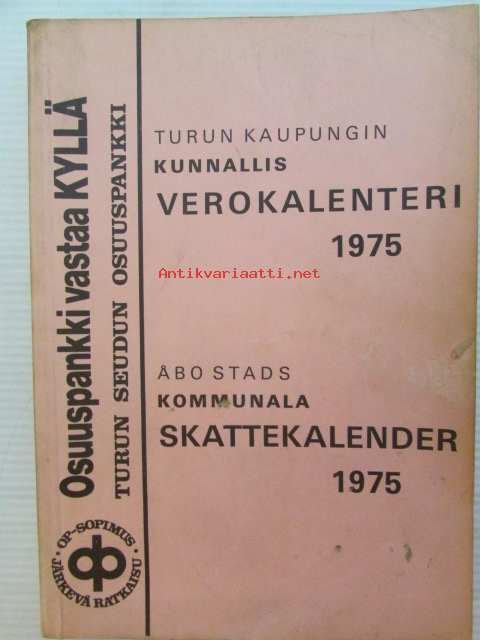 Osuuspankki vastaa KYLLÄ
TURUN SEUDUN OSUUSPANKKI
OP-SOPIMUS · JÄRKEVÄ RATKAISU ·
TURUN KAUPUNGIN
KUNNALLIS
VEROKALENTERI
1975
Antikvariaatti.net
ÅBO STADS
KOMMUNALA
SKATTEKALENDER
1975